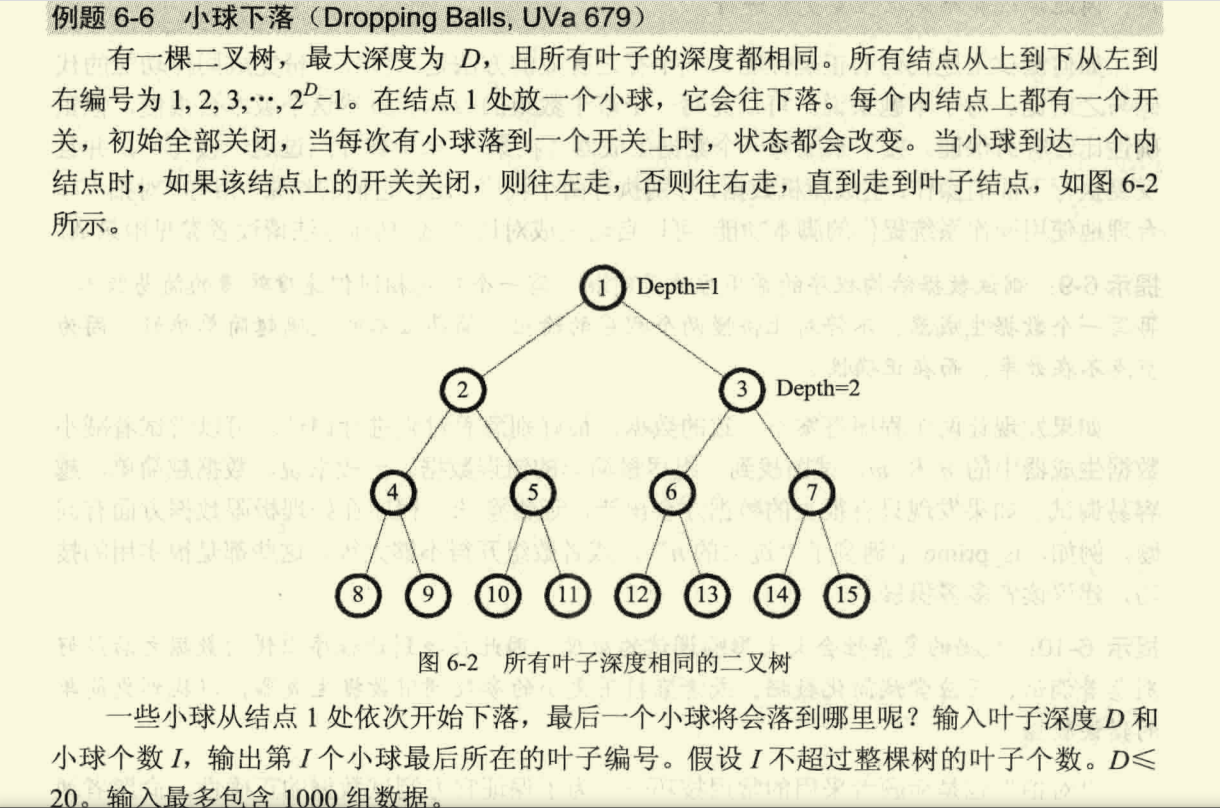 例题 6-6 小球下落（Dropping Balls, UVa 679）
有一棵二叉树，最大深度为 D，且所有叶子的深度都相同。所有结点从上到下从左到
右编号为 1, 2, 3,…, 2^D-1。在结点 1 处放一个小球，它会往下落。每个内结点上都有一个开
关，初始全部关闭，当每次有小球落到一个开关上时，状态都会改变。当小球到达一个内
结点时，如果该结点上的开关关闭，则往左走，否则往右走，直到走到叶子结点，如图 6-2
所示。
1 Depth=1
2 3 Depth=2
4 5 6 7
8 9 10 11 12 13 14 15
图 6-2 所有叶子深度相同的二叉树
一些小球从结点 1 处依次开始下落，最后一个小球将会落到哪里呢？输入叶子深度 D 和
小球个数 I，输出第 I 个小球最后所在的叶子编号。假设 I 不超过整棵树的叶子个数。D≤
20。输入最多包含 1000 组数据。